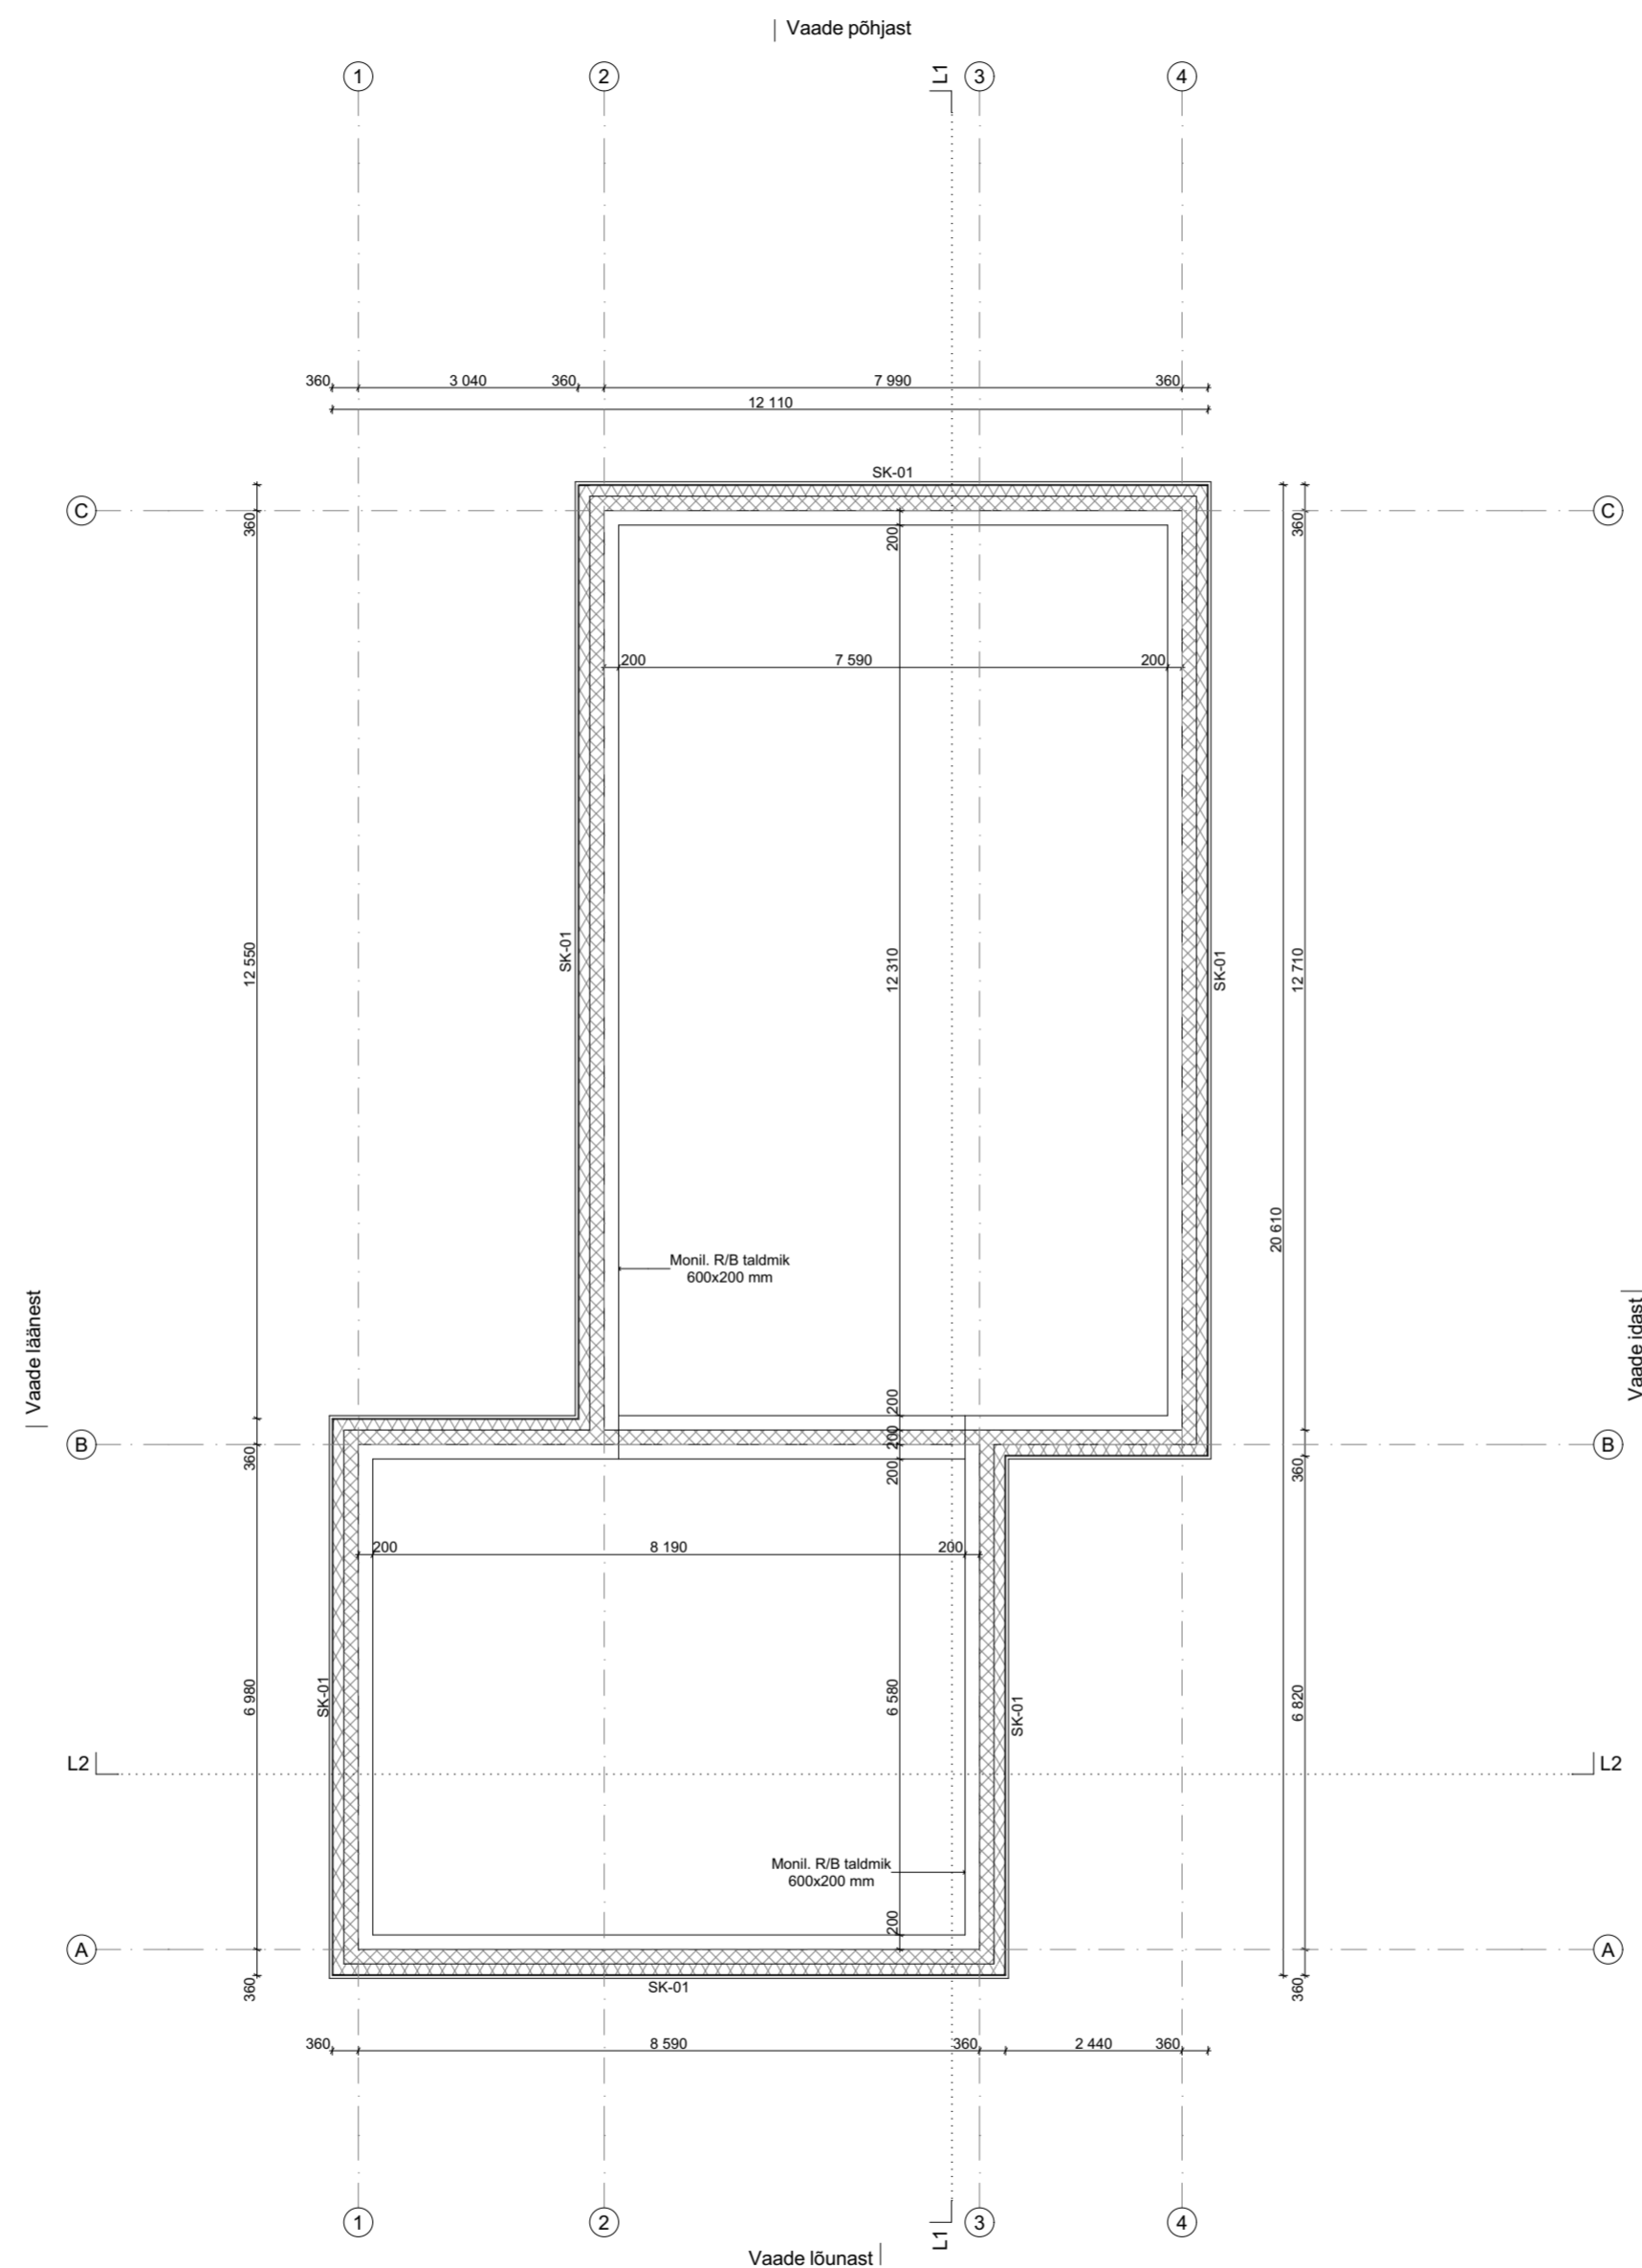 Vaade põhjast
1
2
L1
3
4
360
3 040
360
7 990
360
12 110
SK-01
C
C
360
200
360
200
7 590
200
12 550
SK-01
12 310
SK-01
12 710
20 610
Monil. R/B taldmik
600x200 mm
Vaade läänest
Vaade idast
200
B
200
B
360
200
360
200
8 190
200
6 980
SK-01
6 580
SK-01
6 820
L2
L2
Monil. R/B taldmik
600x200 mm
200
A
A
360
SK-01
360
360
8 590
360
2 440
360
1
2
L1
3
4
Vaade lõunast